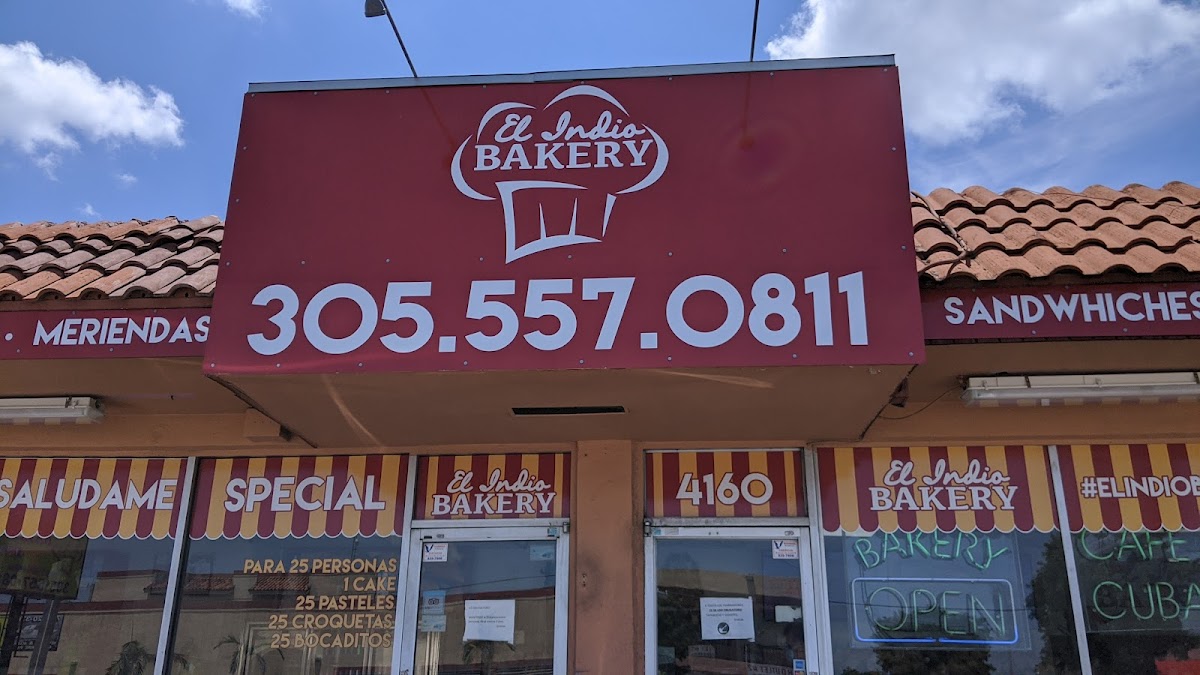 El Indio
BAKERY
305.557.0811
• MERIENDAS
SANDWHICHES
SALUDAME
SPECIAL
El Indio
BAKERY
4160
El Indio
BAKERY
#ELINDIOB
PARA 25 PERSONAS
1 CAKE
25 PASTELES
25 CROQUETAS
25 BOCADITOS
BAKERY
OPEN
CAFE
CUBA